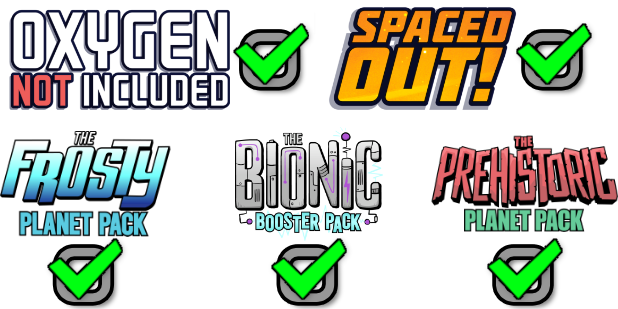 OXYGEN
NOT INCLUDED
SPACED
OUT!
THE
FROSTY
PLANET PACK
THE
BIONIC
BOOSTER PACK
THE
PREHISTORIC
PLANET PACK